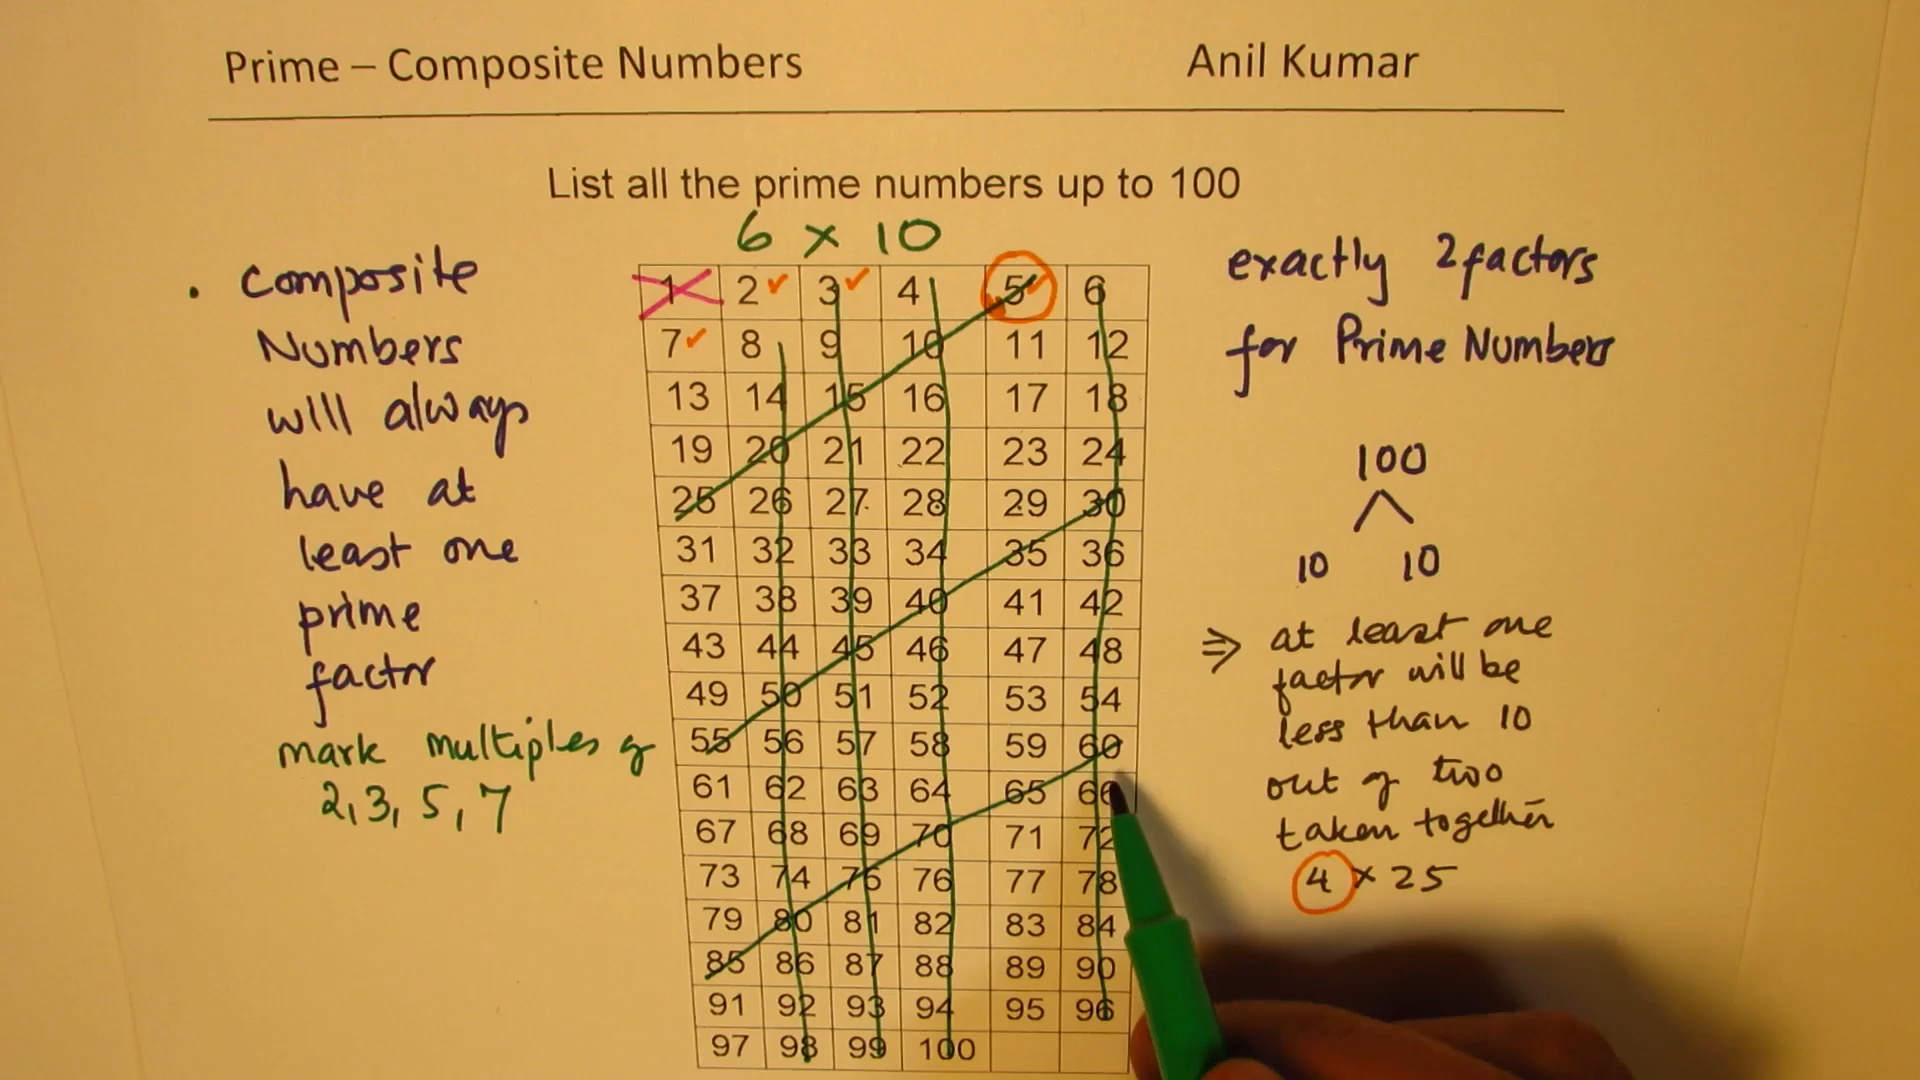 Prime – Composite Numbers Anil Kumar
List all the prime numbers up to 100
6 x 10
. Composite
Numbers
will always
have at
least one
prime
factor
mark multiples of
2, 3, 5, 7
1 2 3 4 5 6
7 8 9 10 11 12
13 14 15 16 17 18
19 20 21 22 23 24
25 26 27 28 29 30
31 32 33 34 35 36
37 38 39 40 41 42
43 44 45 46 47 48
49 50 51 52 53 54
55 56 57 58 59 60
61 62 63 64 65 66
67 68 69 70 71 72
73 74 75 76 77 78
79 80 81 82 83 84
85 86 87 88 89 90
91 92 93 94 95 96
97 98 99 100
exactly 2 factors
for Prime Numbers
100
10 10
⇒ at least one
factor will be
less than 10
out of two
taken together
4 x 25